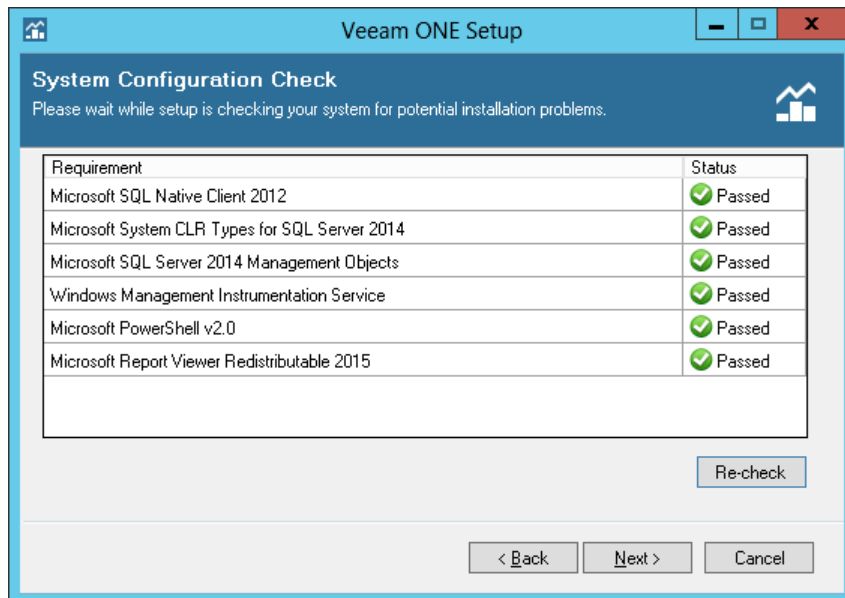 Veeam ONE Setup
System Configuration Check
Please wait while setup is checking your system for potential installation problems.
Requirement Status
Microsoft SQL Native Client 2012 Passed
Microsoft System CLR Types for SQL Server 2014 Passed
Microsoft SQL Server 2014 Management Objects Passed
Windows Management Instrumentation Service Passed
Microsoft PowerShell v2.0 Passed
Microsoft Report Viewer Redistributable 2015 Passed
Re-check
< Back Next > Cancel